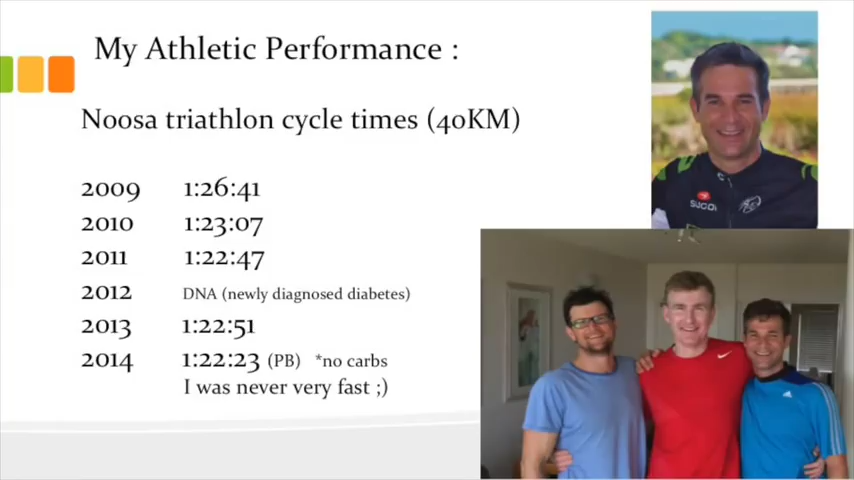 My Athletic Performance :
Noosa triathlon cycle times (40KM)
2009 1:26:41
2010 1:23:07
2011 1:22:47
2012 DNA (newly diagnosed diabetes)
2013 1:22:51
2014 1:22:23 (PB) *no carbs
I was never very fast ;)
SUGOI